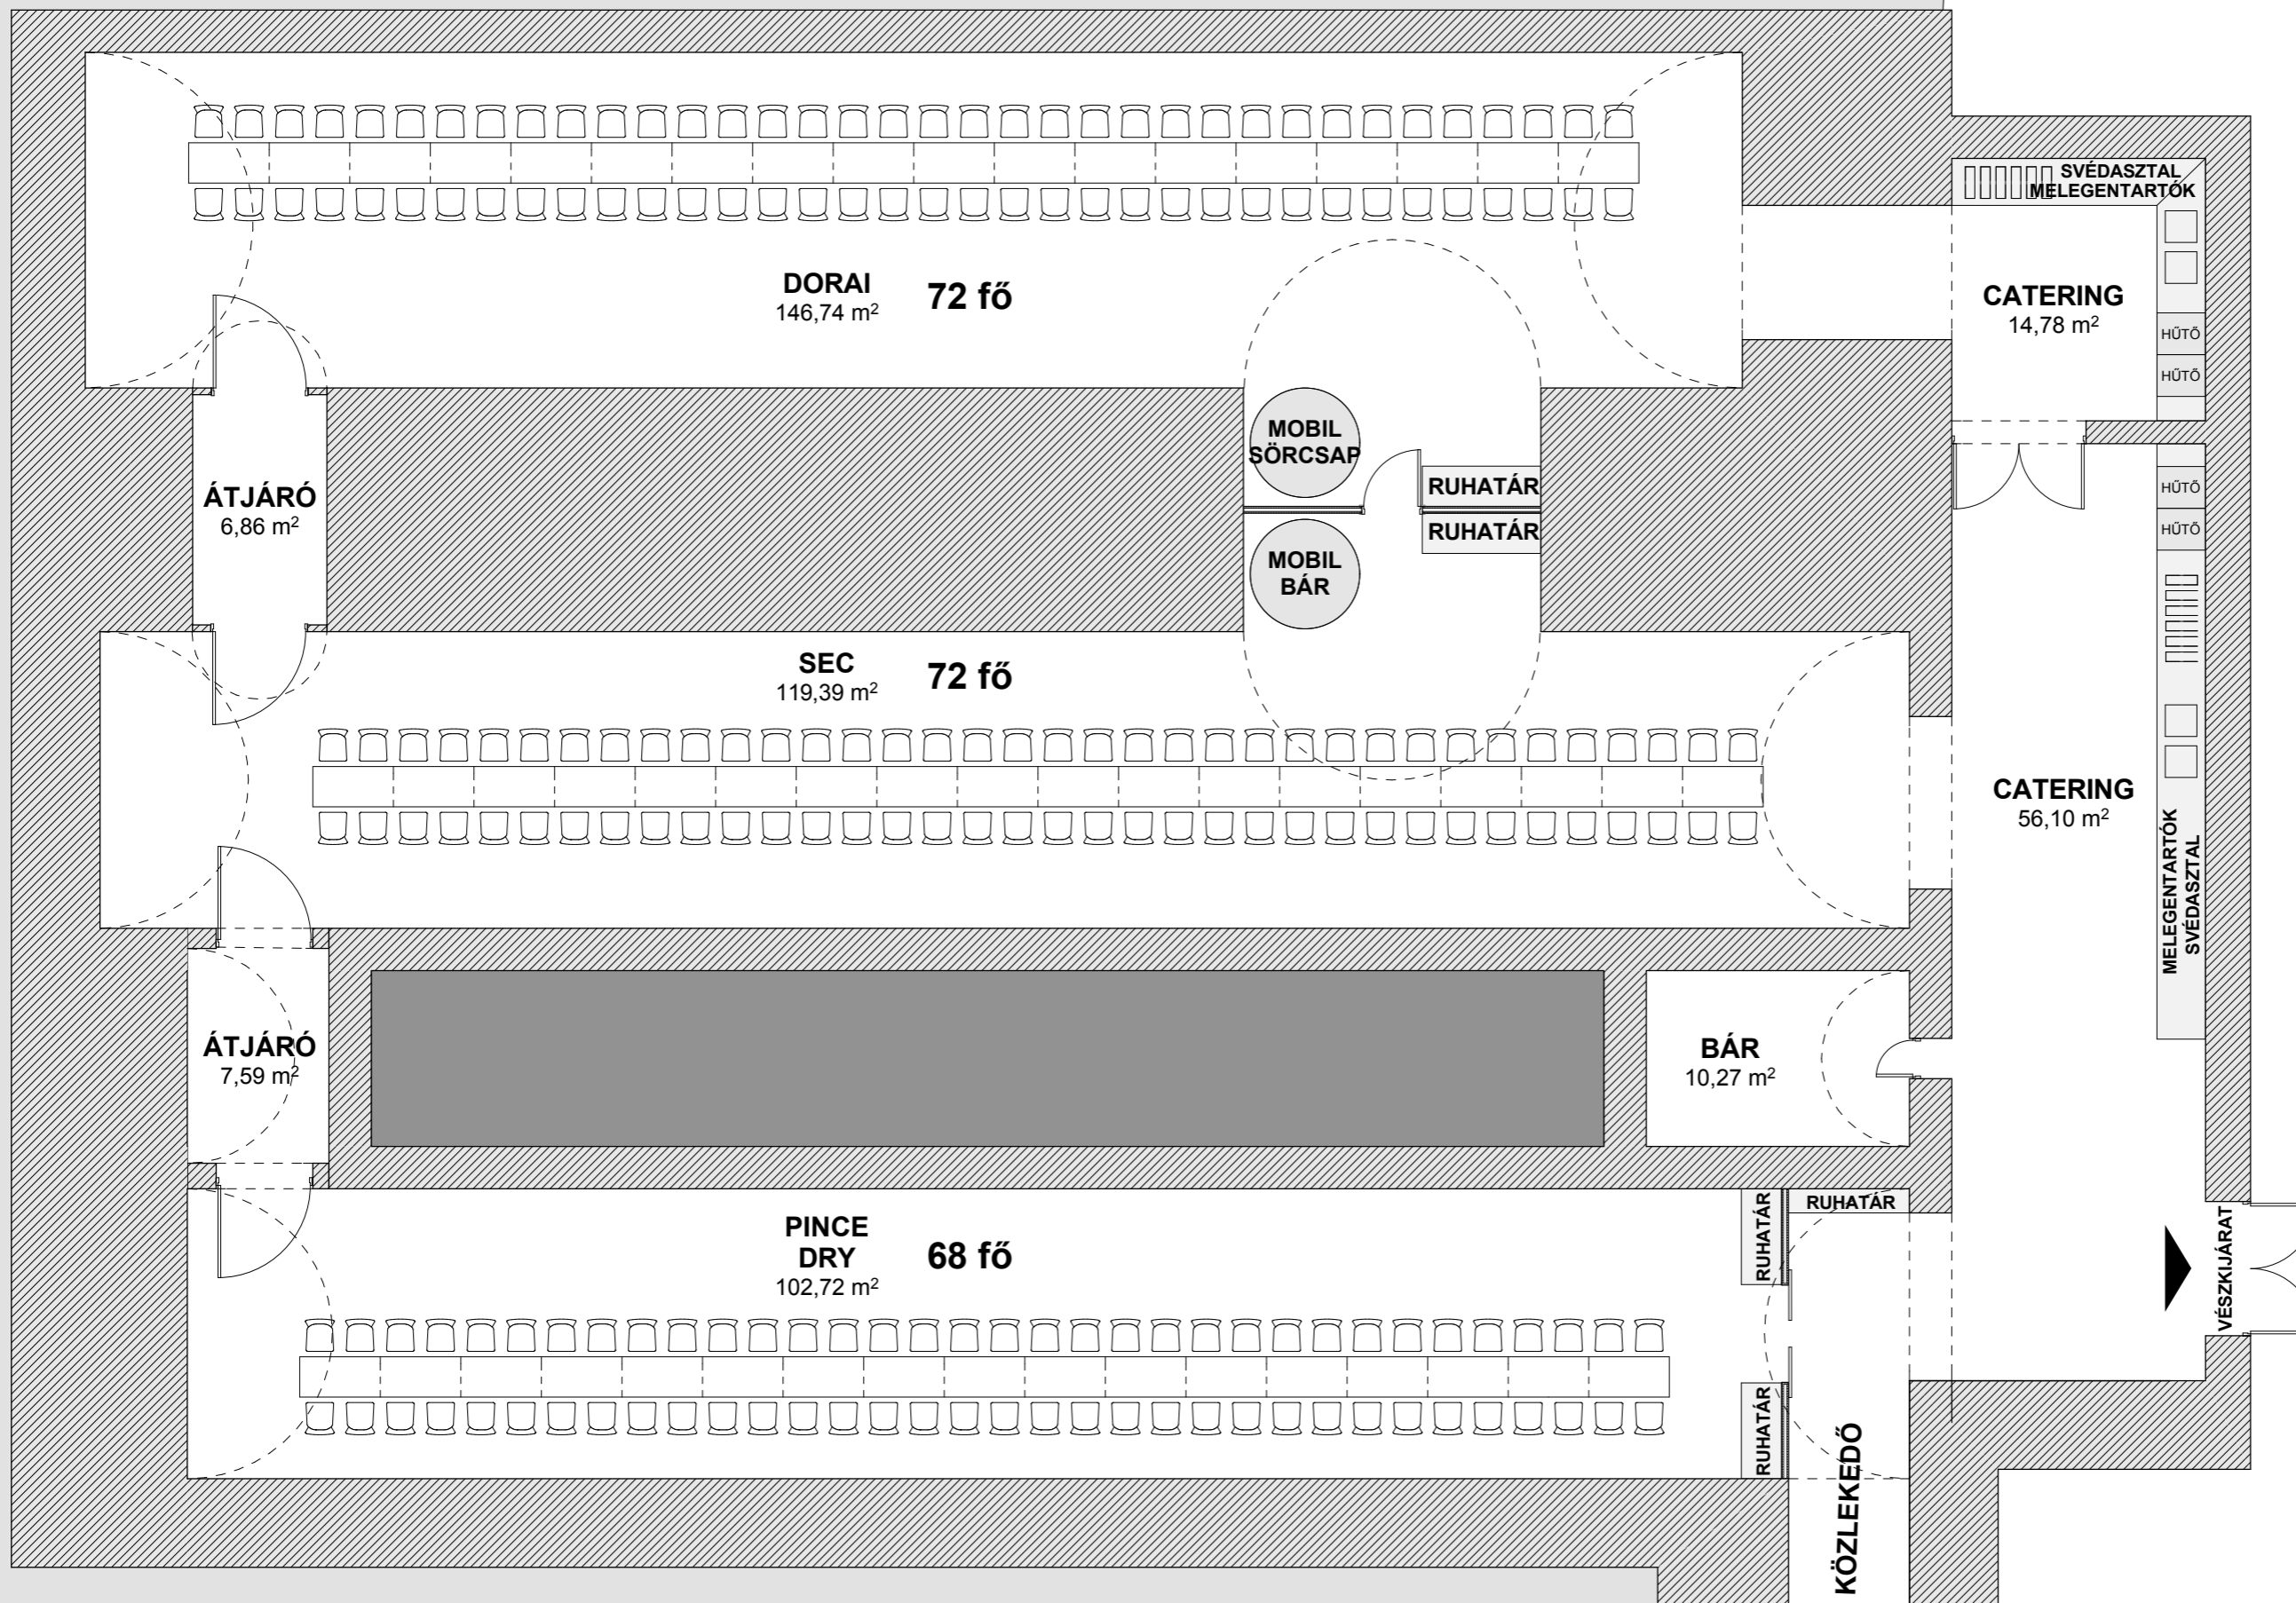 SVÉDASZTAL
MELEGENTARTÓK
DORAI
146,74 m²
72 fő
CATERING
14,78 m²
HŰTŐ
HŰTŐ
MOBIL
SÖRCSAP
RUHATÁR
RUHATÁR
MOBIL
BÁR
ÁTJÁRÓ
6,86 m²
HŰTŐ
HŰTŐ
SEC
119,39 m²
72 fő
CATERING
56,10 m²
MELEGENTARTÓK
SVÉDASZTAL
ÁTJÁRÓ
7,59 m²
BÁR
10,27 m²
PINCE
DRY
102,72 m²
68 fő
RUHATÁR
RUHATÁR
RUHATÁR
VÉSZKIJÁRAT
KÖZLEKEDŐ